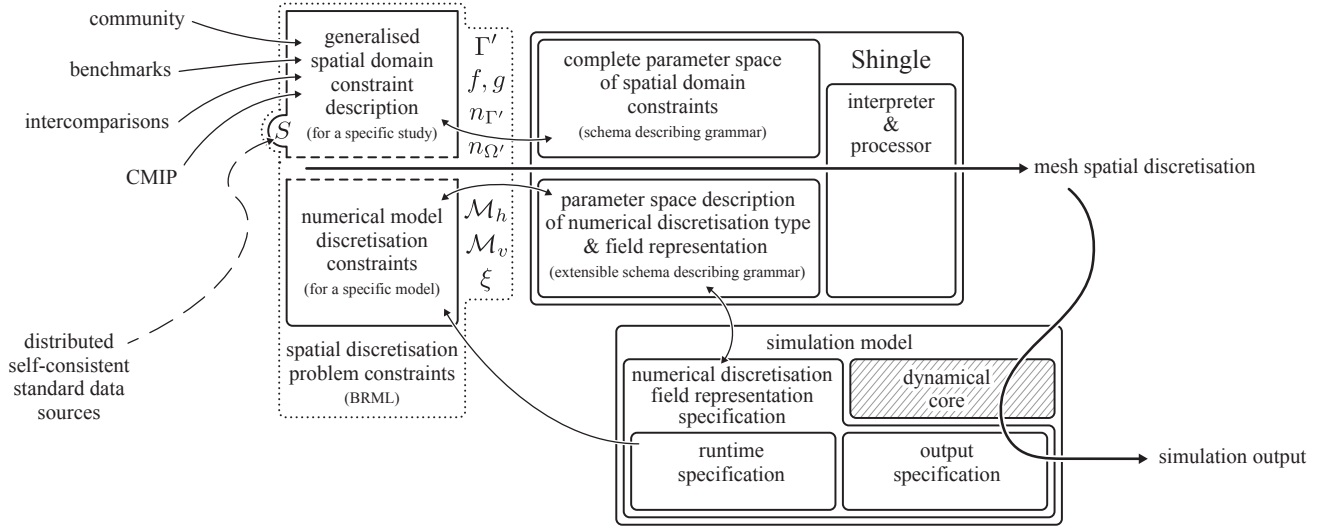 community
benchmarks
intercomparisons
CMIP
distributed
self-consistent
standard data
sources
S
generalised
spatial domain
constraint
description
(for a specific study)
Γ′
f, g
n_{Γ′}
n_{Ω′}
numerical model
discretisation
constraints
(for a specific model)
ℳ_h
ℳ_v
ξ
spatial discretisation
problem constraints
(BRML)
complete parameter space
of spatial domain
constraints
(schema describing grammar)
Shingle
interpreter
&
processor
parameter space description
of numerical discretisation type
& field representation
(extensible schema describing grammar)
mesh spatial discretisation
simulation model
numerical discretisation
field representation
specification
dynamical
core
runtime
specification
output
specification
simulation output